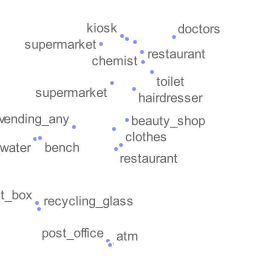 kiosk
doctors
supermarket
restaurant
chemist
toilet
supermarket
hairdresser
vending_any
beauty_shop
clothes
water
bench
restaurant
t_box
recycling_glass
post_office
atm